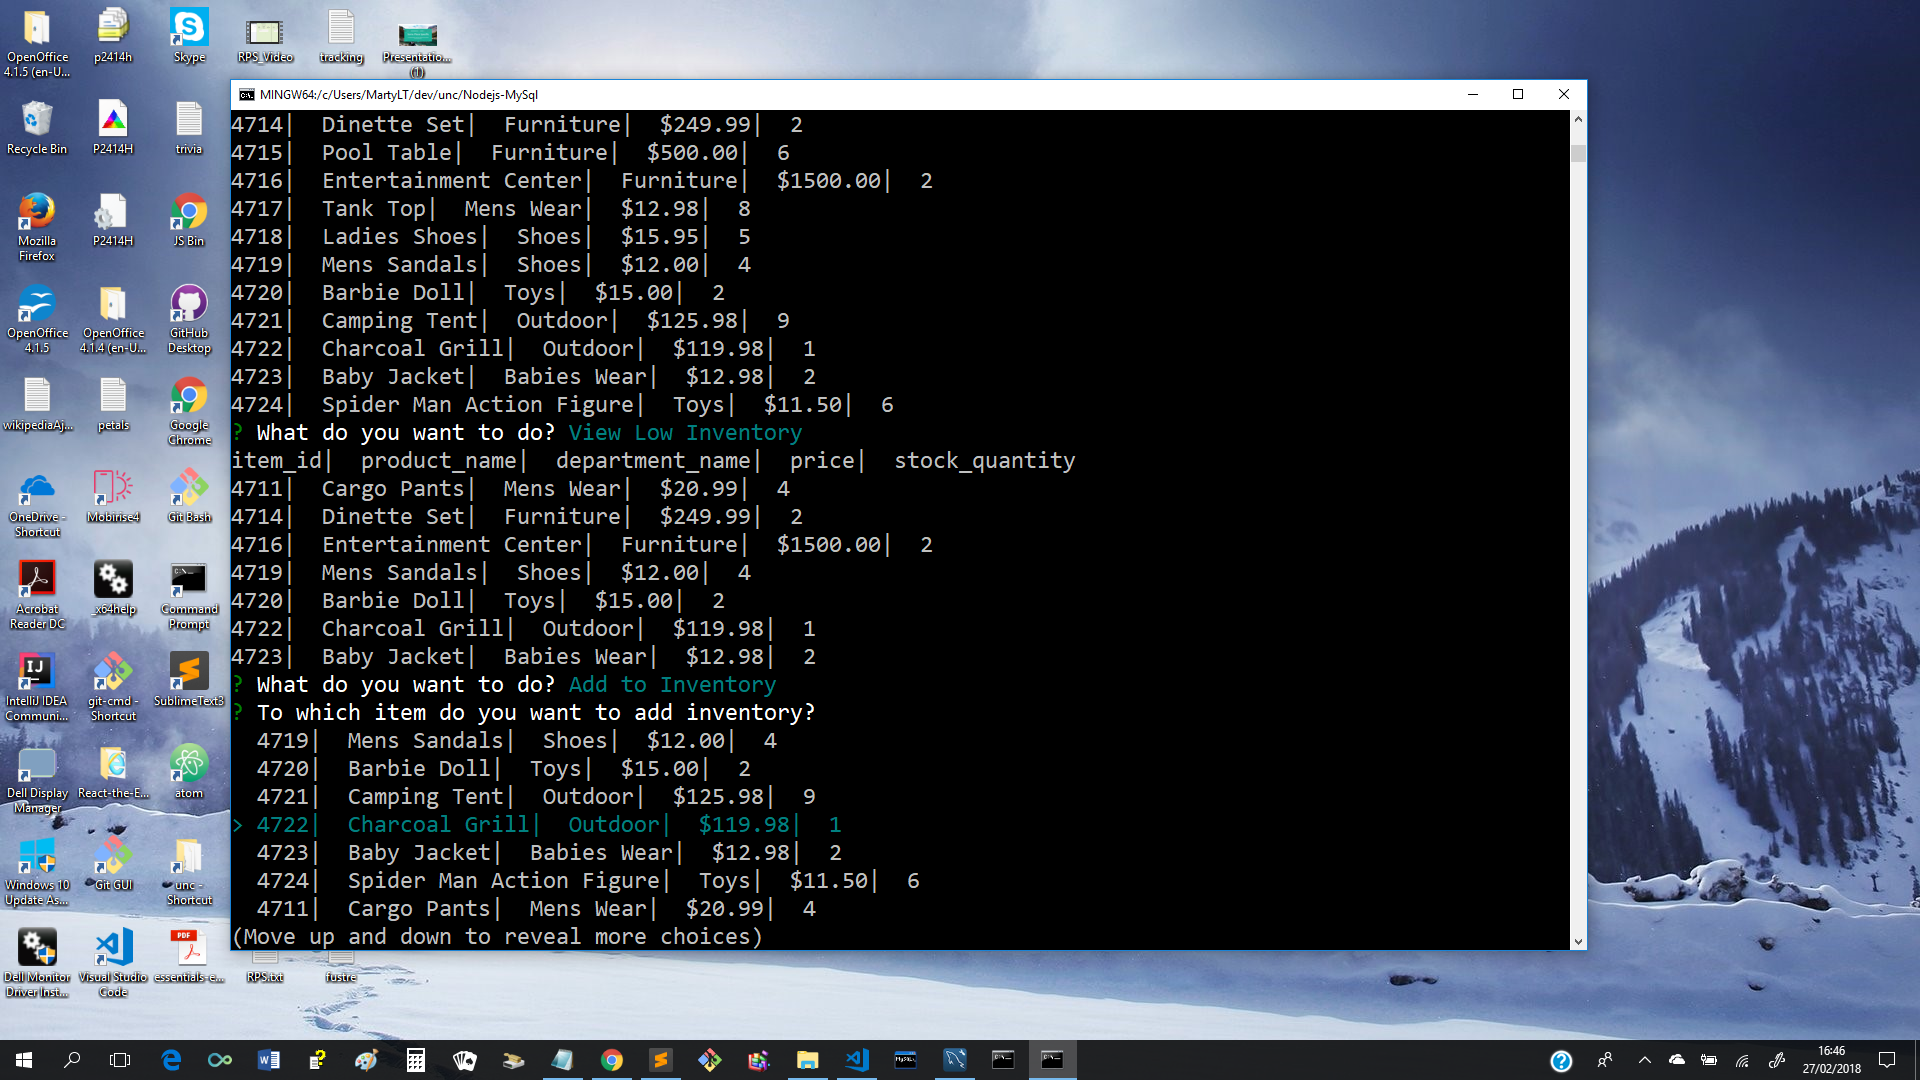 OpenOffice 4.1.5 (en-U...
p2414h
Skype
RPS_Video
tracking
Presentatio... (1)
Recycle Bin
P2414H
trivia
Mozilla Firefox
P2414H
JS Bin
OpenOffice 4.1.5
OpenOffice 4.1.4 (en-U...
GitHub Desktop
wikipediaAj...
petals
Google Chrome
OneDrive - Shortcut
Mobirise4
Git Bash
Acrobat Reader DC
_x64help
Command Prompt
IntelliJ IDEA Communi...
git-cmd - Shortcut
SublimeText3
Dell Display Manager
React-the-E...
atom
Windows 10 Update As...
Git GUI
unc - Shortcut
Dell Monitor Driver Inst...
Visual Studio Code
essentials-e...
RPS.txt
fustre
MINGW64:/c/Users/MartyLT/dev/unc/Nodejs-MySql
4714|  Dinette Set|  Furniture|  $249.99|  2
4715|  Pool Table|  Furniture|  $500.00|  6
4716|  Entertainment Center|  Furniture|  $1500.00|  2
4717|  Tank Top|  Mens Wear|  $12.98|  8
4718|  Ladies Shoes|  Shoes|  $15.95|  5
4719|  Mens Sandals|  Shoes|  $12.00|  4
4720|  Barbie Doll|  Toys|  $15.00|  2
4721|  Camping Tent|  Outdoor|  $125.98|  9
4722|  Charcoal Grill|  Outdoor|  $119.98|  1
4723|  Baby Jacket|  Babies Wear|  $12.98|  2
4724|  Spider Man Action Figure|  Toys|  $11.50|  6
? What do you want to do? View Low Inventory
item_id|  product_name|  department_name|  price|  stock_quantity
4711|  Cargo Pants|  Mens Wear|  $20.99|  4
4714|  Dinette Set|  Furniture|  $249.99|  2
4716|  Entertainment Center|  Furniture|  $1500.00|  2
4719|  Mens Sandals|  Shoes|  $12.00|  4
4720|  Barbie Doll|  Toys|  $15.00|  2
4722|  Charcoal Grill|  Outdoor|  $119.98|  1
4723|  Baby Jacket|  Babies Wear|  $12.98|  2
? What do you want to do? Add to Inventory
? To which item do you want to add inventory?
4719|  Mens Sandals|  Shoes|  $12.00|  4
4720|  Barbie Doll|  Toys|  $15.00|  2
4721|  Camping Tent|  Outdoor|  $125.98|  9
> 4722|  Charcoal Grill|  Outdoor|  $119.98|  1
4723|  Baby Jacket|  Babies Wear|  $12.98|  2
4724|  Spider Man Action Figure|  Toys|  $11.50|  6
4711|  Cargo Pants|  Mens Wear|  $20.99|  4
(Move up and down to reveal more choices)
16:46
27/02/2018